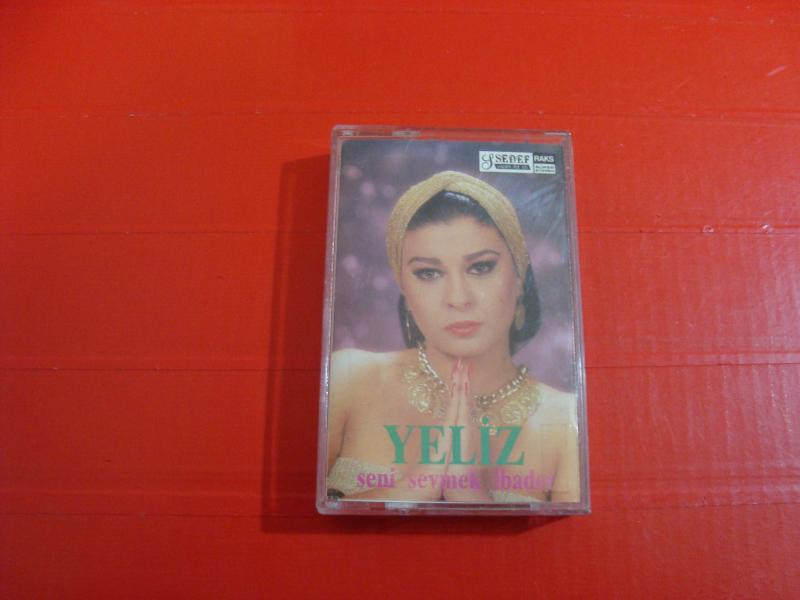 SEDEF
RAKS
YELİZ
seni sevmek ibadet